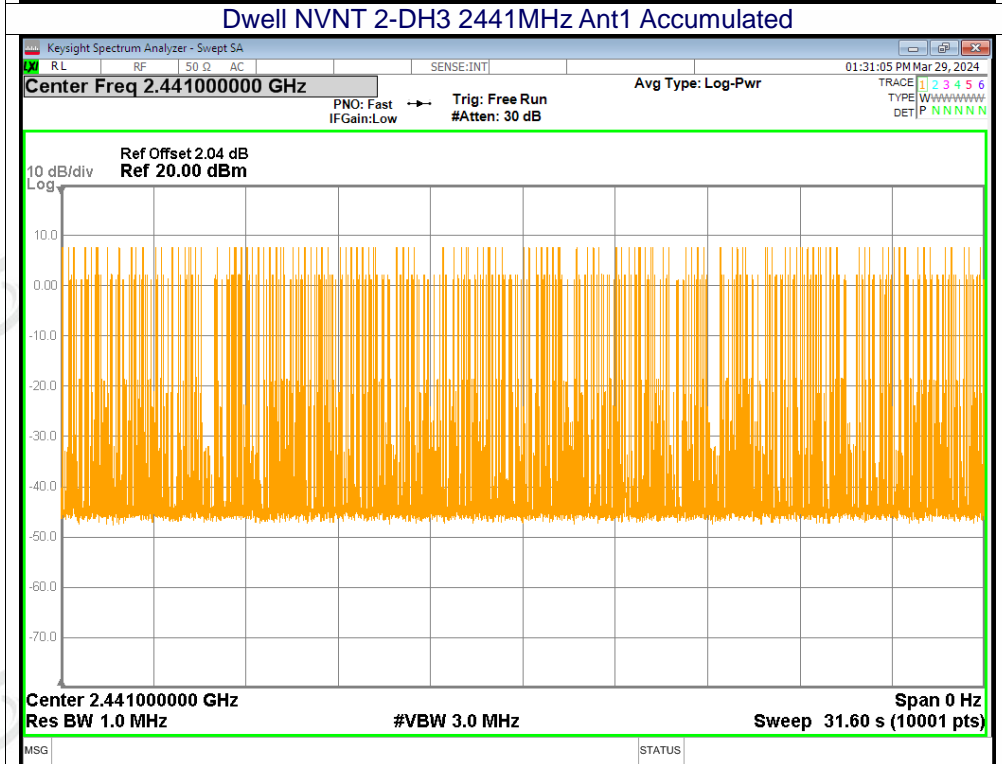 Dwell NVNT 2-DH3 2441MHz Ant1 Accumulated
Keysight Spectrum Analyzer - Swept SA
LXI RL RF 50 Ω AC SENSE:INT 01:31:05 PM Mar 29, 2024
Center Freq 2.441000000 GHz Avg Type: Log-Pwr TRACE 1 2 3 4 5 6
PNO: Fast Trig: Free Run TYPE WWWWWW
IFGain:Low #Atten: 30 dB DET P N N N N N
Ref Offset 2.04 dB
10 dB/div Ref 20.00 dBm
Log
10.0
0.00
-10.0
-20.0
-30.0
-40.0
-50.0
-60.0
-70.0
Center 2.441000000 GHz Span 0 Hz
Res BW 1.0 MHz #VBW 3.0 MHz Sweep 31.60 s (10001 pts)
MSG STATUS